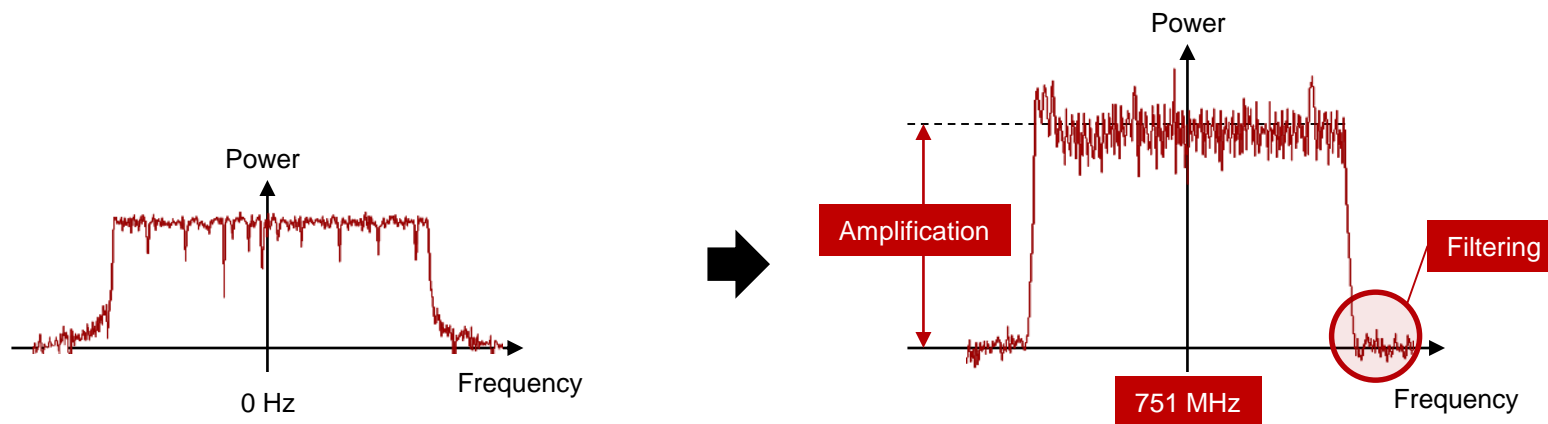 Power
0 Hz
Frequency
Power
Amplification
Filtering
751 MHz
Frequency